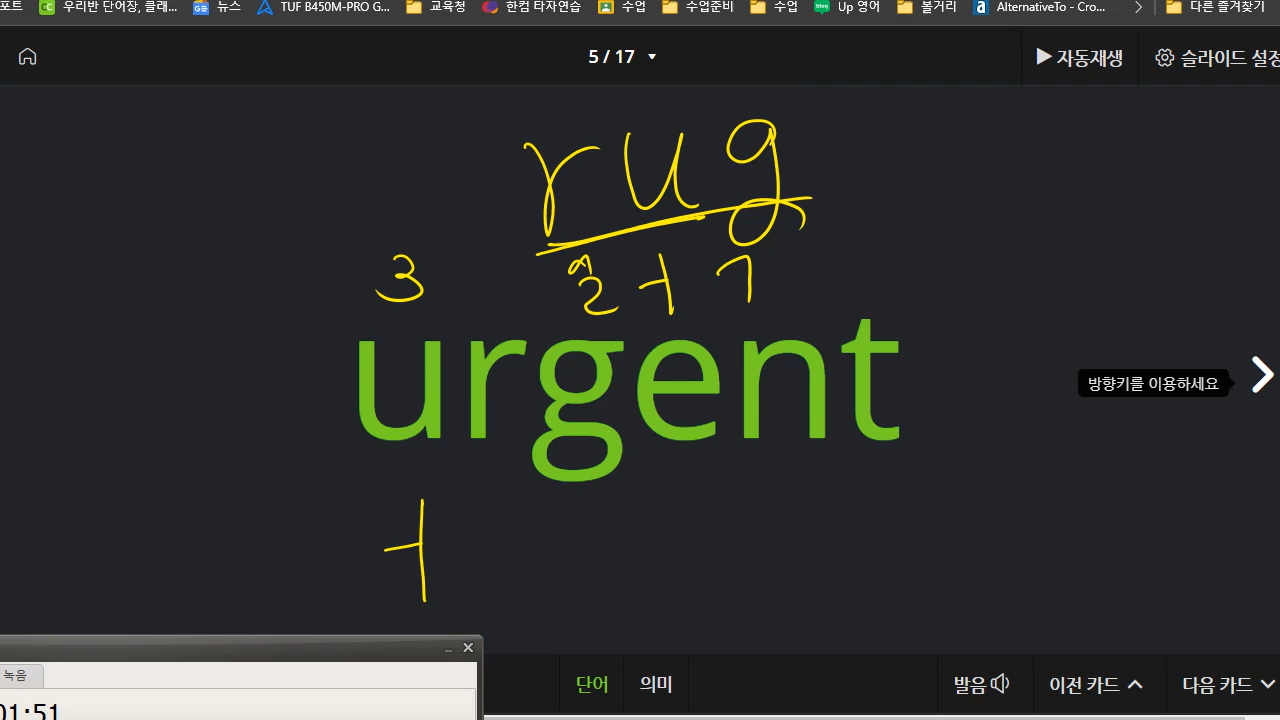 포트 우리반 단어장, 클래... 뉴스 TUF B450M-PRO G... 교육청 한컴 타자연습 수업 수업준비 수업 Up 영어 볼거리 AlternativeTo - Cro... 다른 즐겨찾기
5 / 17 자동재생 슬라이드 설정
rug
3 ㅓㄱ
urgent
방향키를 이용하세요
ㅓ
녹음
01:51
단어 의미 발음 이전 카드 다음 카드